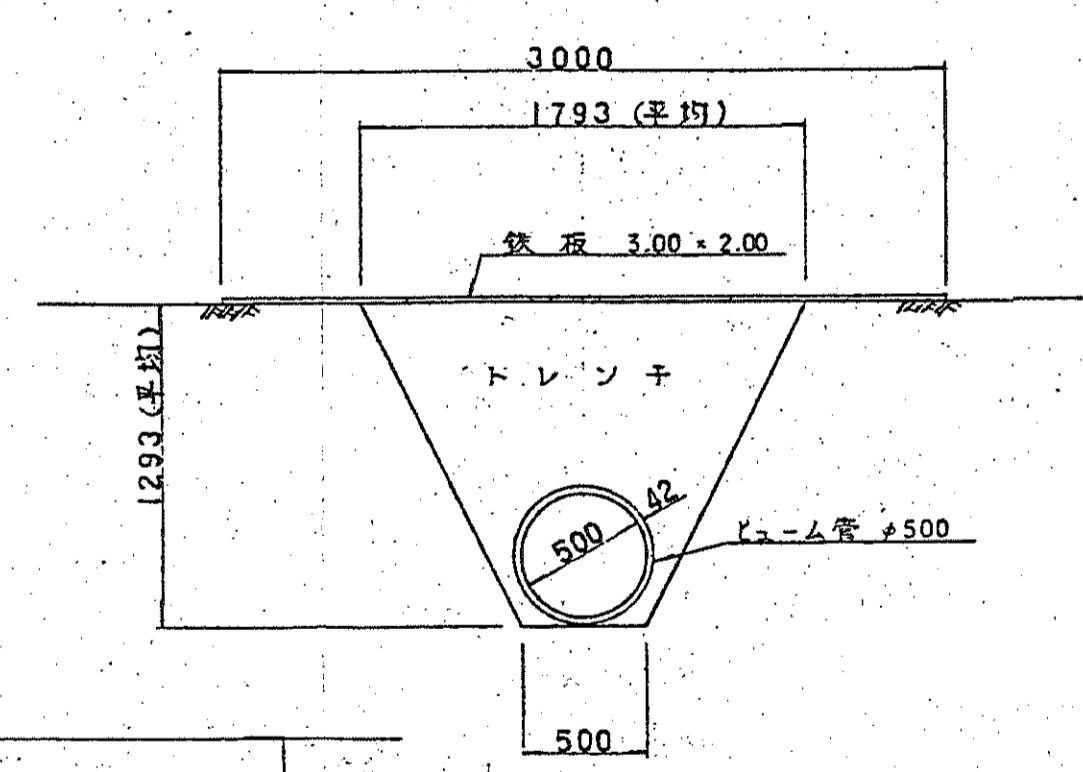 3000
1793 (平均)
鉄 板 3.00 × 2.00
1293 (平均)
ト レ ン チ
42
500
ヒューム管 φ500
500